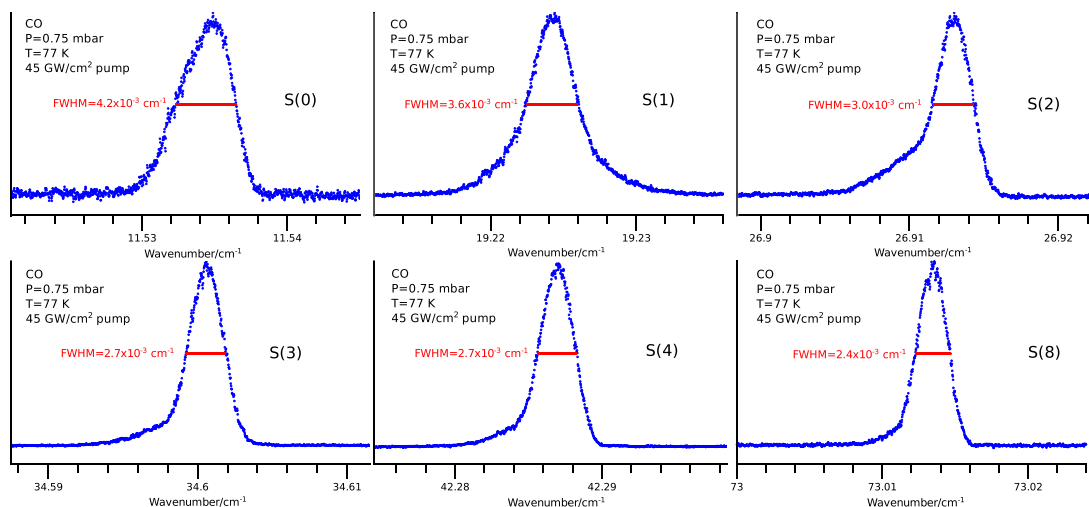 CO
P=0.75 mbar
T=77 K
45 GW/cm² pump
FWHM=4.2x10⁻³ cm⁻¹
S(0)
11.53
11.54
Wavenumber/cm⁻¹
CO
P=0.75 mbar
T=77 K
45 GW/cm² pump
FWHM=3.6x10⁻³ cm⁻¹
S(1)
19.22
19.23
Wavenumber/cm⁻¹
CO
P=0.75 mbar
T=77 K
45 GW/cm² pump
FWHM=3.0x10⁻³ cm⁻¹
S(2)
26.9
26.91
26.92
Wavenumber/cm⁻¹
CO
P=0.75 mbar
T=77 K
45 GW/cm² pump
FWHM=2.7x10⁻³ cm⁻¹
S(3)
34.59
34.6
34.61
Wavenumber/cm⁻¹
CO
P=0.75 mbar
T=77 K
45 GW/cm² pump
FWHM=2.7x10⁻³ cm⁻¹
S(4)
42.28
42.29
Wavenumber/cm⁻¹
CO
P=0.75 mbar
T=77 K
45 GW/cm² pump
FWHM=2.4x10⁻³ cm⁻¹
S(8)
73
73.01
73.02
Wavenumber/cm⁻¹